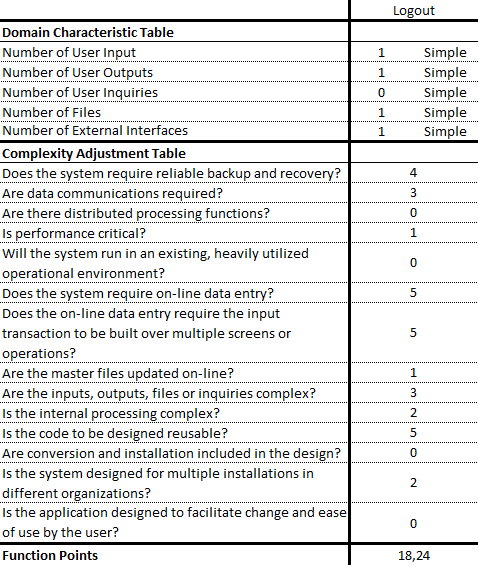 Logout
Domain Characteristic Table
Number of User Input 1 Simple
Number of User Outputs 1 Simple
Number of User Inquiries 0 Simple
Number of Files 1 Simple
Number of External Interfaces 1 Simple
Complexity Adjustment Table
Does the system require reliable backup and recovery? 4
Are data communications required? 3
Are there distributed processing functions? 0
Is performance critical? 1
Will the system run in an existing, heavily utilized
operational environment? 0
Does the system require on-line data entry? 5
Does the on-line data entry require the input
transaction to be built over multiple screens or 5
operations?
Are the master files updated on-line? 1
Are the inputs, outputs, files or inquiries complex? 3
Is the internal processing complex? 2
Is the code to be designed reusable? 5
Are conversion and installation included in the design? 0
Is the system designed for multiple installations in
different organizations? 2
Is the application designed to facilitate change and ease
of use by the user? 0
Function Points 18,24